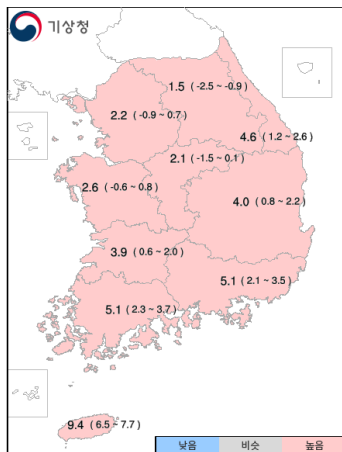 기상청
1.5 ( -2.5 ~ -0.9)
2.2 ( -0.9 ~ 0.7)
4.6 ( 1.2 ~ 2.6)
2.1 ( -1.5 ~ 0.1)
2.6 ( -0.6 ~ 0.8)
4.0 ( 0.8 ~ 2.2)
3.9 ( 0.6 ~ 2.0)
5.1 ( 2.1 ~ 3.5)
5.1 ( 2.3 ~ 3.7)
9.4 ( 6.5 ~ 7.7)
낮음 비슷 높음